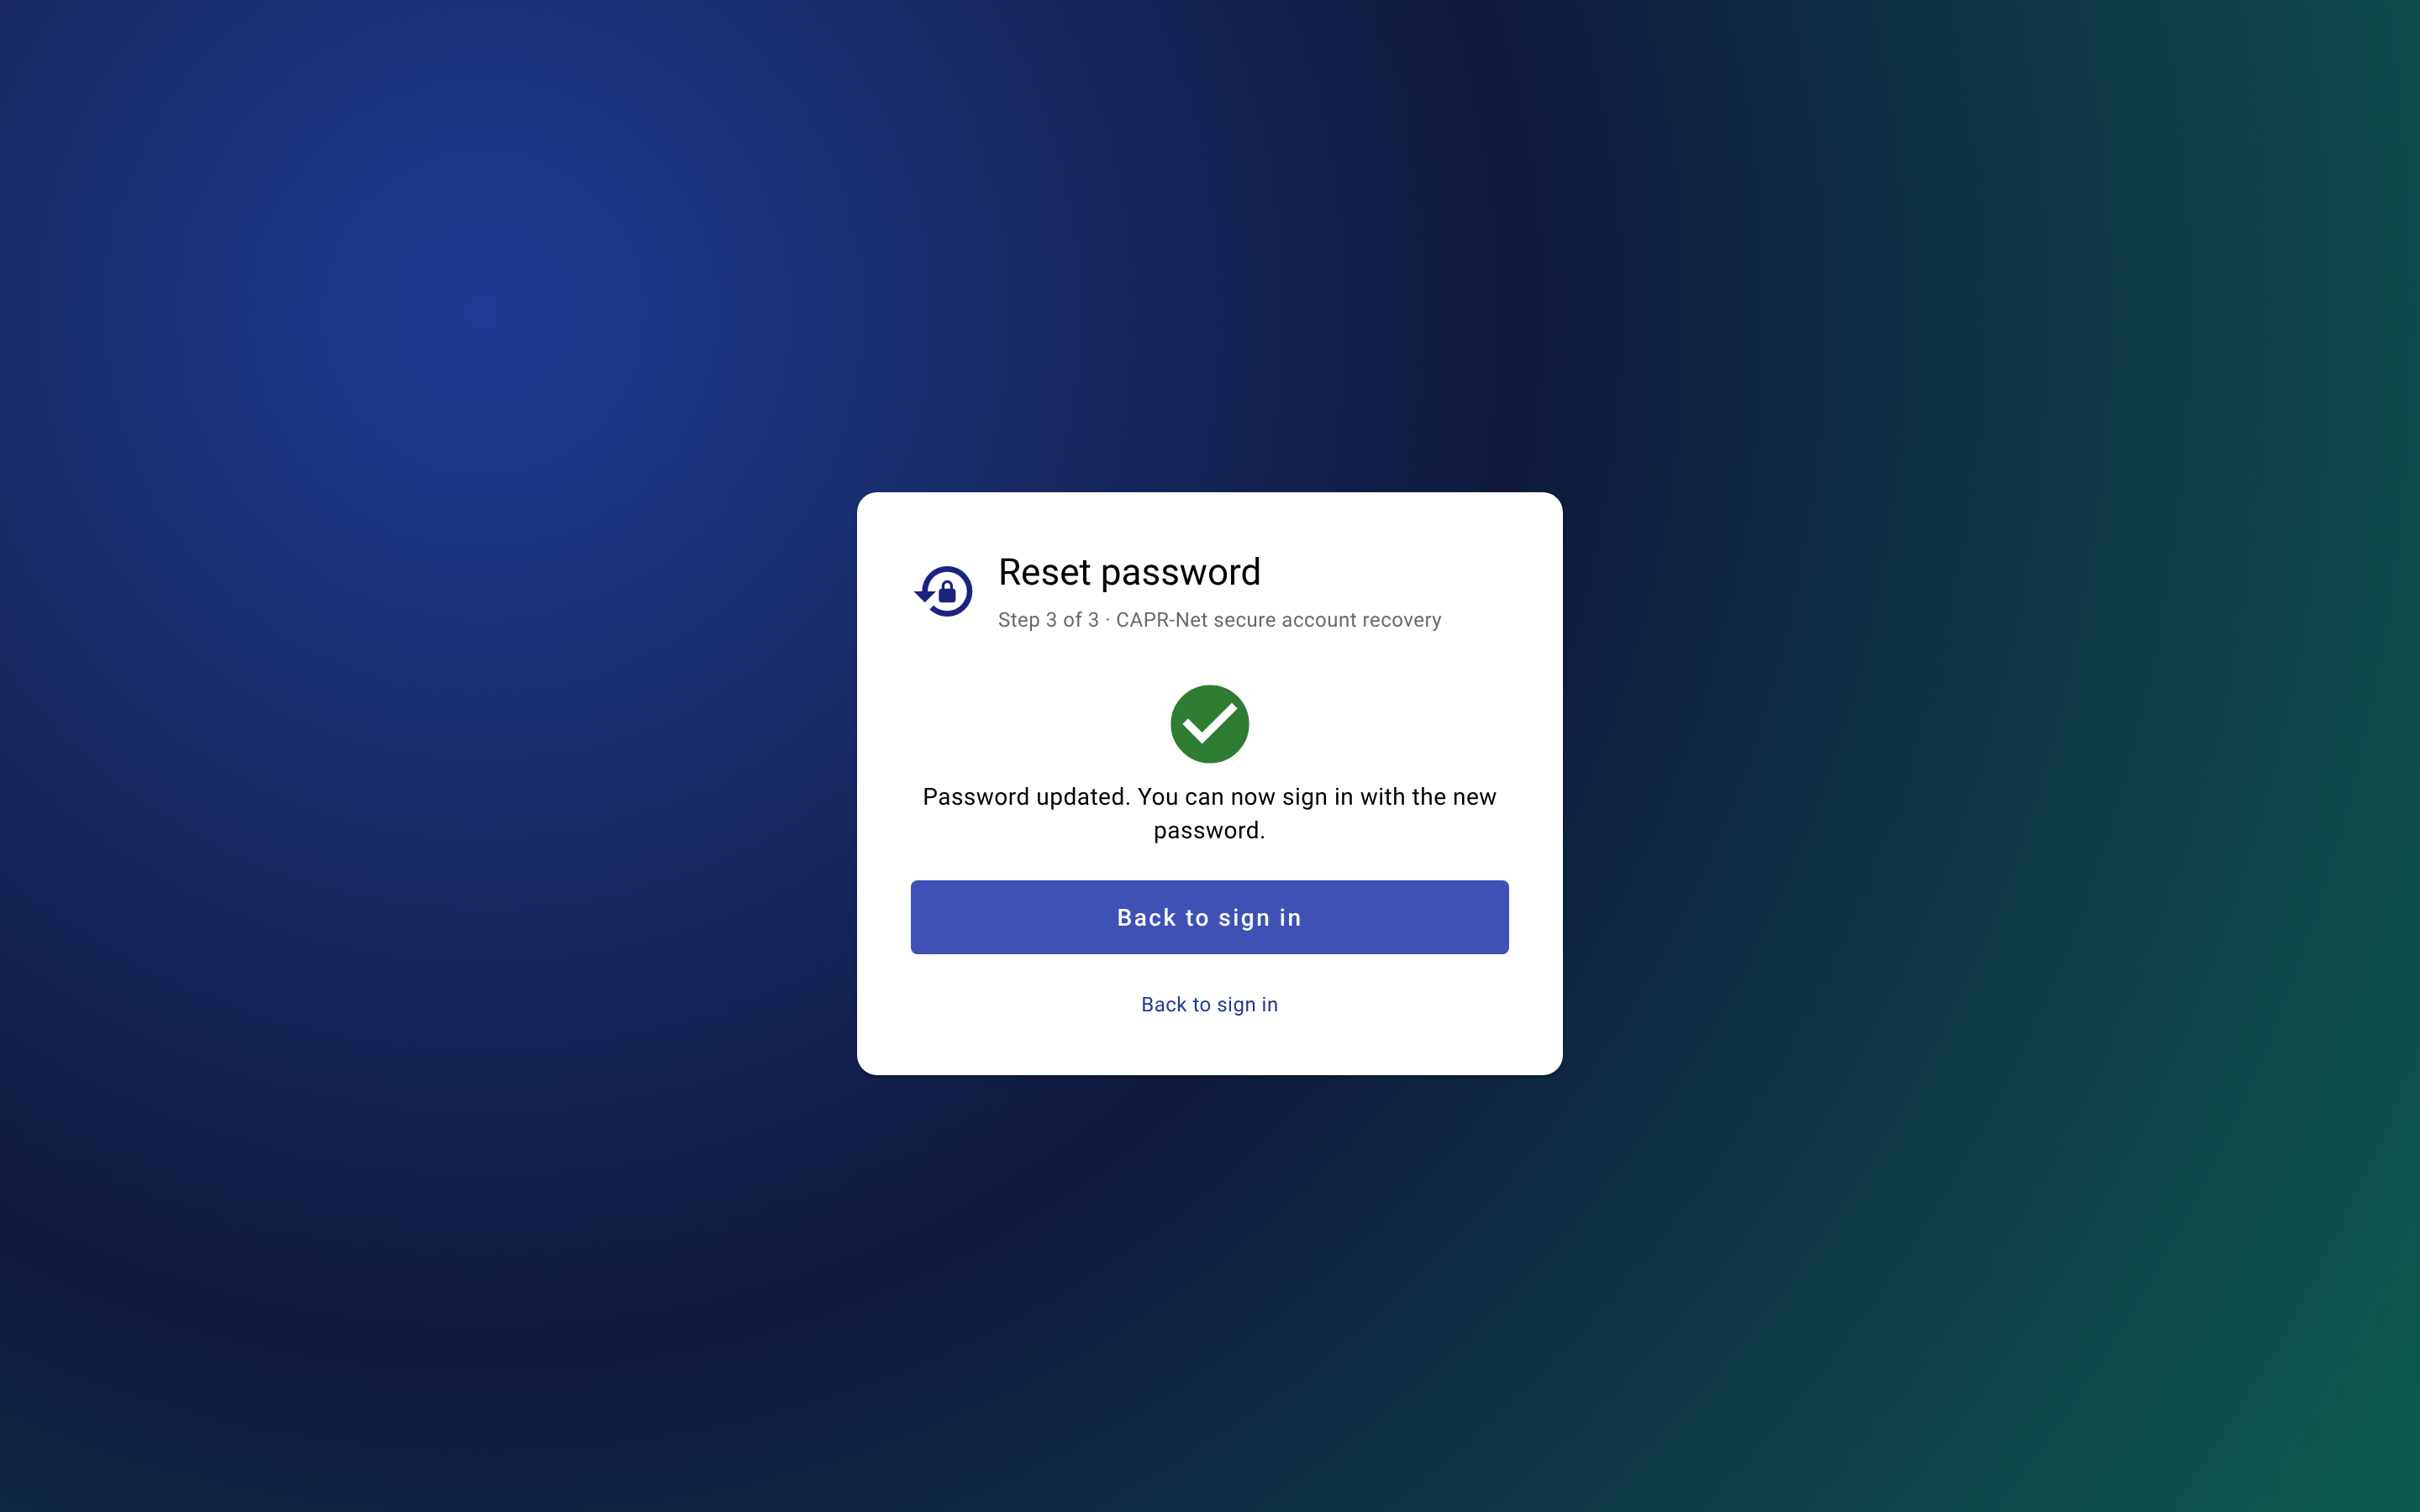 Reset password
Step 3 of 3 · CAPR-Net secure account recovery
Password updated. You can now sign in with the new
password.
Back to sign in
Back to sign in